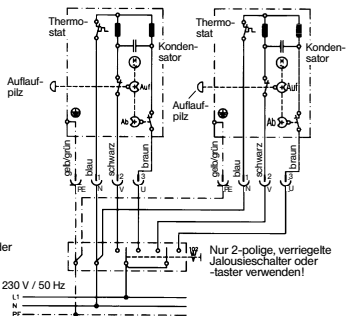 Thermo-
stat
Konden-
sator
M
Auf
Ab
Auflauf-
pilz
gelb/grün
blau
schwarz
braun
PE
1
N
2
V
3
U
Thermo-
stat
Konden-
sator
M
Auf
Ab
Auflauf-
pilz
gelb/grün
blau
schwarz
braun
PE
1
N
2
V
3
U
ler
Nur 2-polige, verriegelte
Jalousieschalter oder
-taster verwenden!
230 V / 50 Hz
L1
N
PE